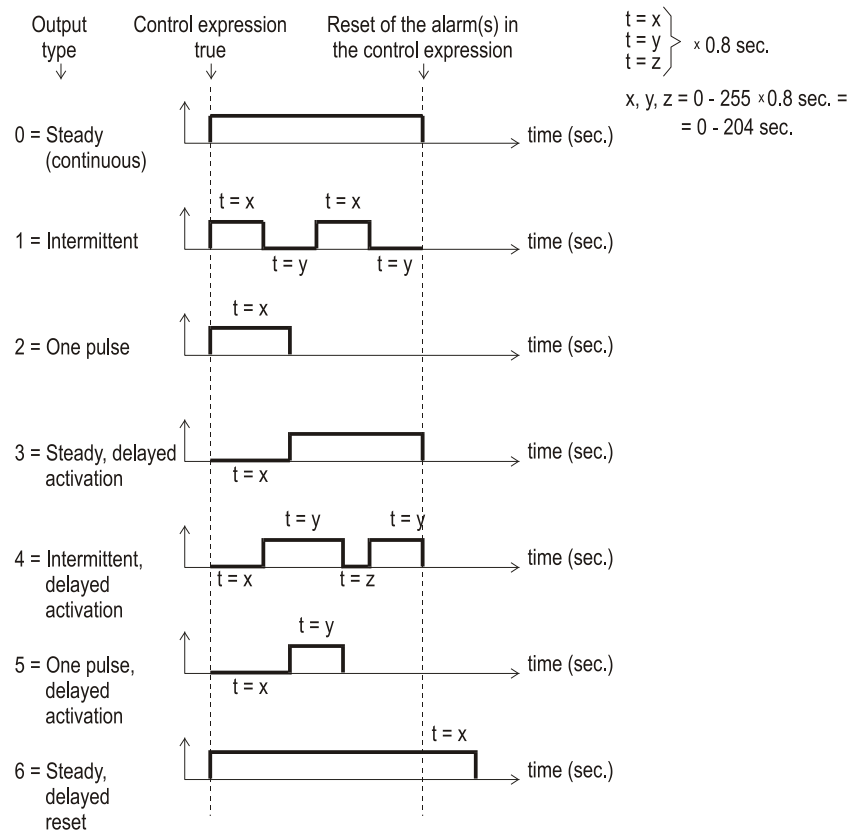 Output
type
Control expression
true
Reset of the alarm(s) in
the control expression
t = x
t = y
t = z
x 0.8 sec.
x, y, z = 0 - 255 x 0.8 sec. =
= 0 - 204 sec.
0 = Steady
(continuous)
time (sec.)
t = x
t = x
1 = Intermittent
time (sec.)
t = y
t = y
t = x
2 = One pulse
time (sec.)
3 = Steady, delayed
activation
time (sec.)
t = x
t = y
t = y
4 = Intermittent,
delayed
activation
time (sec.)
t = x
t = z
t = y
5 = One pulse,
delayed
activation
time (sec.)
t = x
t = x
6 = Steady,
delayed
reset
time (sec.)